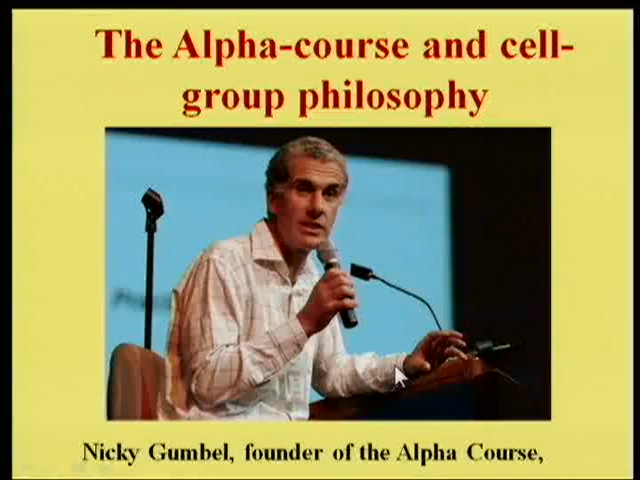 The Alpha-course and cell-
group philosophy
Nicky Gumbel, founder of the Alpha Course,